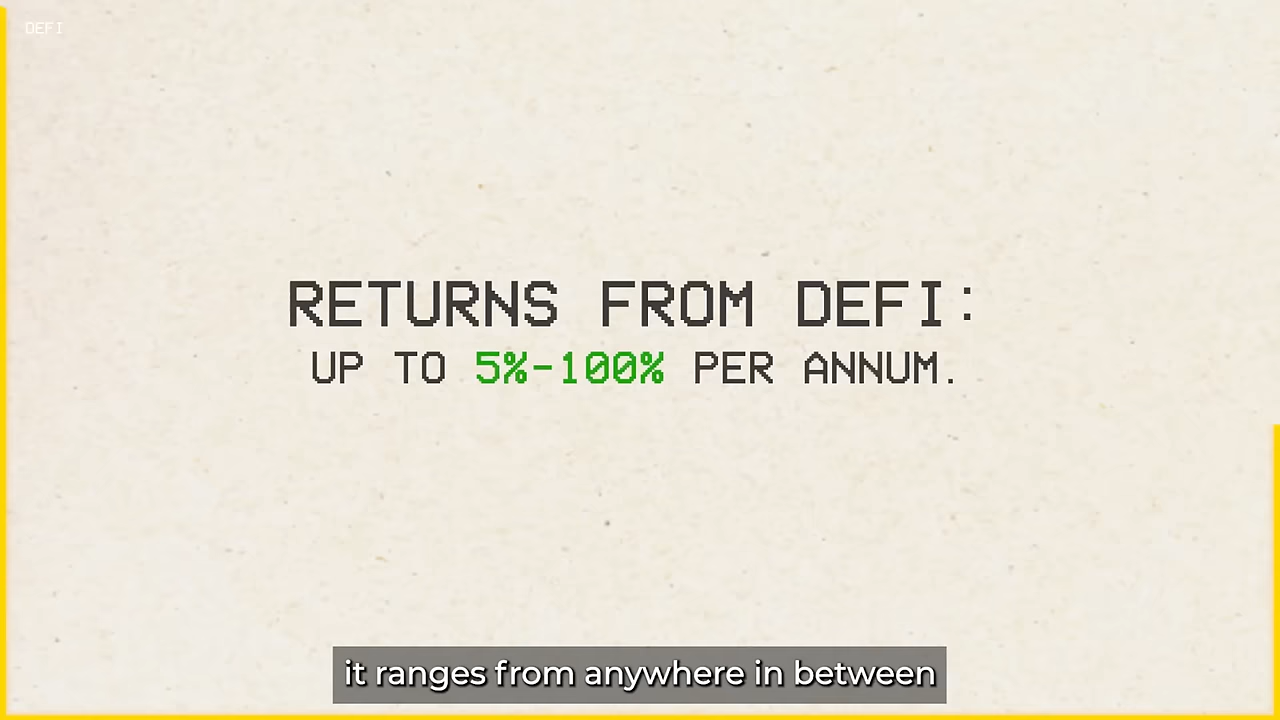 DEFI
RETURNS FROM DEFI:
UP TO 5%-100% PER ANNUM.
it ranges from anywhere in between